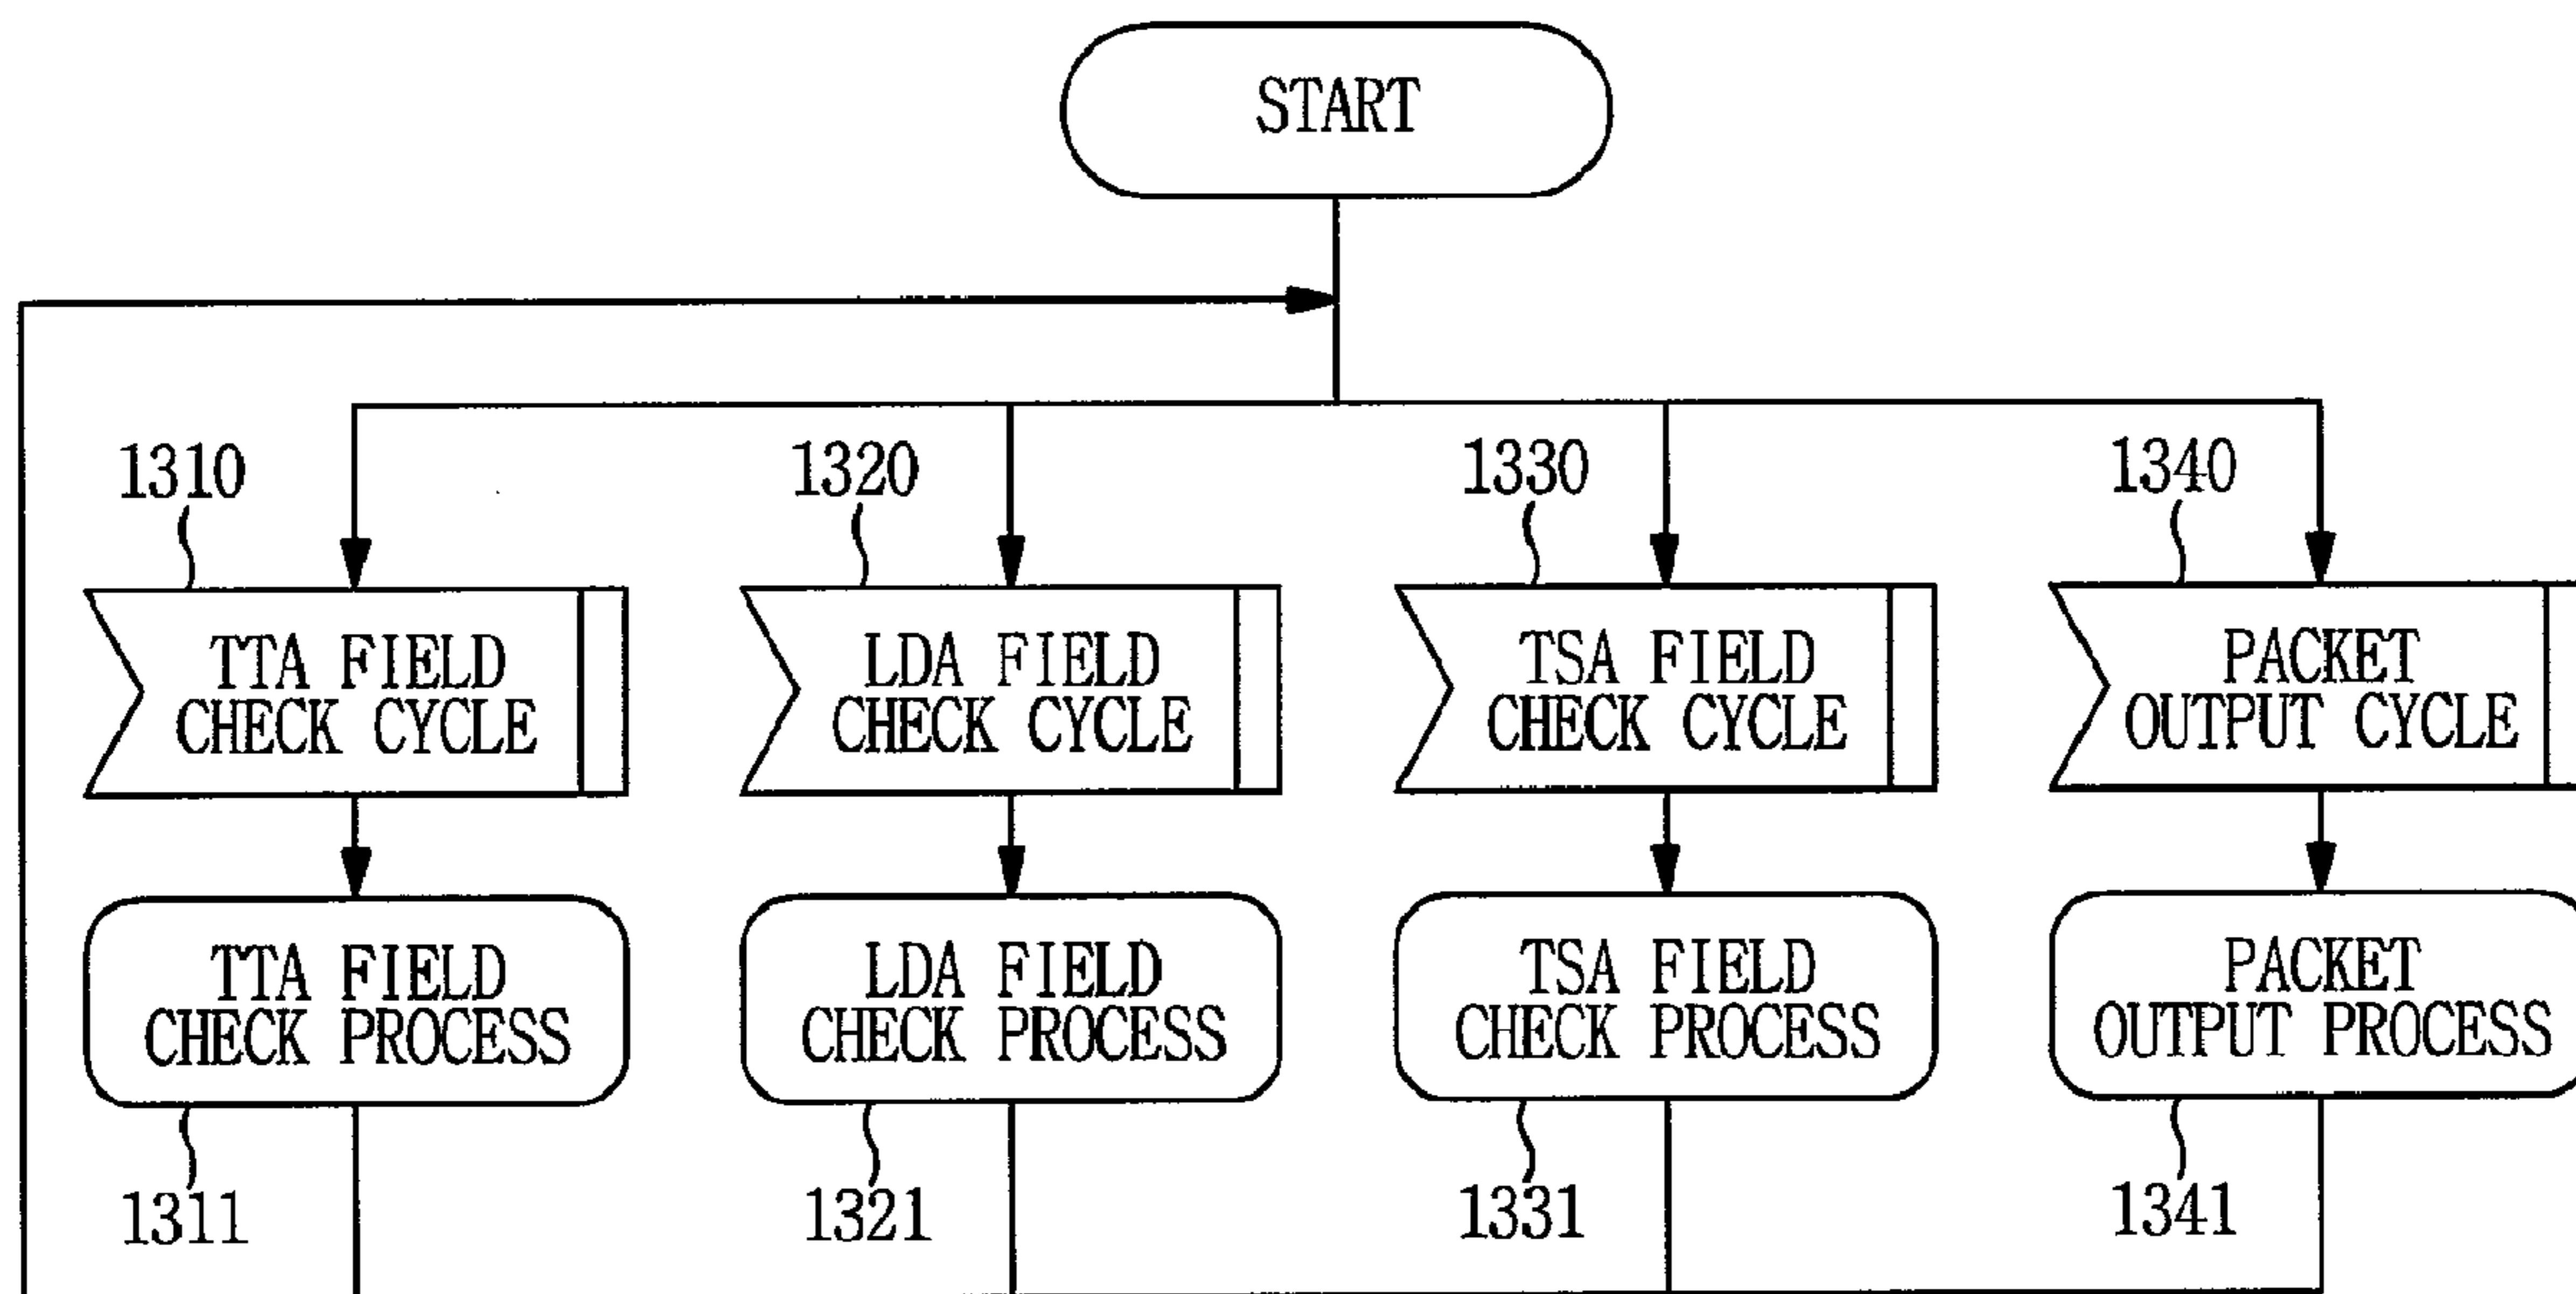 START
1310
1320
1330
1340
TTA FIELD
CHECK CYCLE
LDA FIELD
CHECK CYCLE
TSA FIELD
CHECK CYCLE
PACKET
OUTPUT CYCLE
TTA FIELD
CHECK PROCESS
LDA FIELD
CHECK PROCESS
TSA FIELD
CHECK PROCESS
PACKET
OUTPUT PROCESS
1311
1321
1331
1341